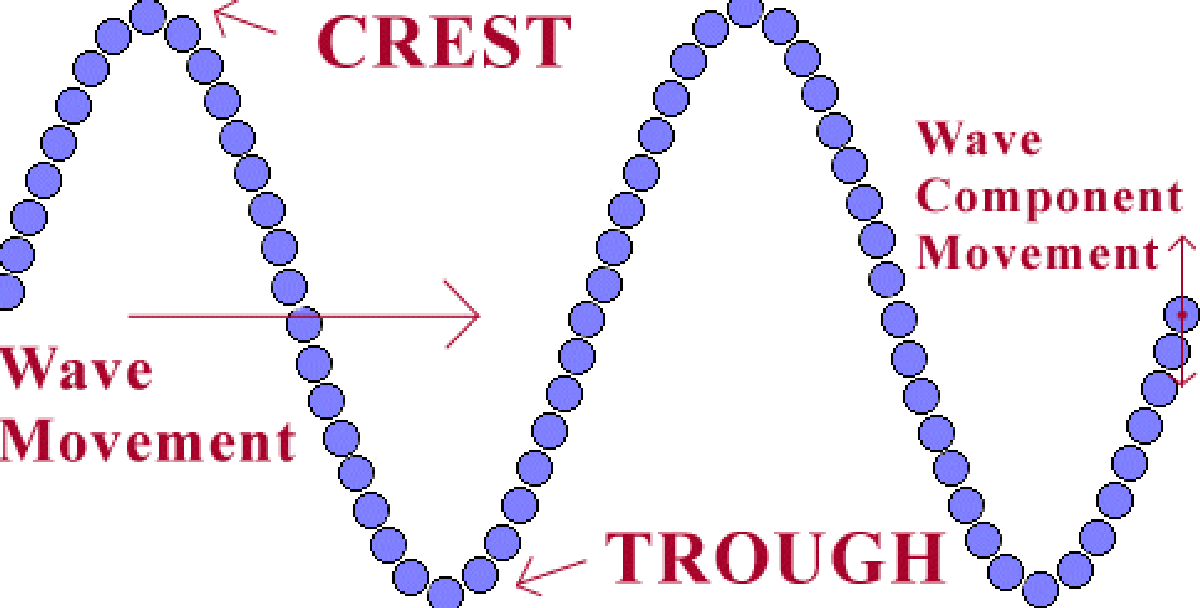 CREST
Wave
Component
Movement
Wave
Movement
TROUGH